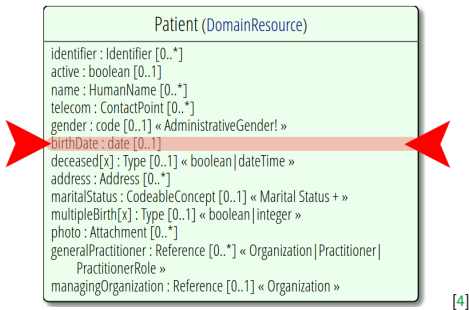 Patient (DomainResource)
identifier : Identifier [0..*]
active : boolean [0..1]
name : HumanName [0..*]
telecom : ContactPoint [0..*]
gender : code [0..1] « AdministrativeGender! »
birthDate : date [0..1]
deceased[x] : Type [0..1] « boolean|dateTime »
address : Address [0..*]
maritalStatus : CodeableConcept [0..1] « Marital Status + »
multipleBirth[x] : Type [0..1] « boolean|integer »
photo : Attachment [0..*]
generalPractitioner : Reference [0..*] « Organization|Practitioner|
PractitionerRole »
managingOrganization : Reference [0..1] « Organization »
[4]